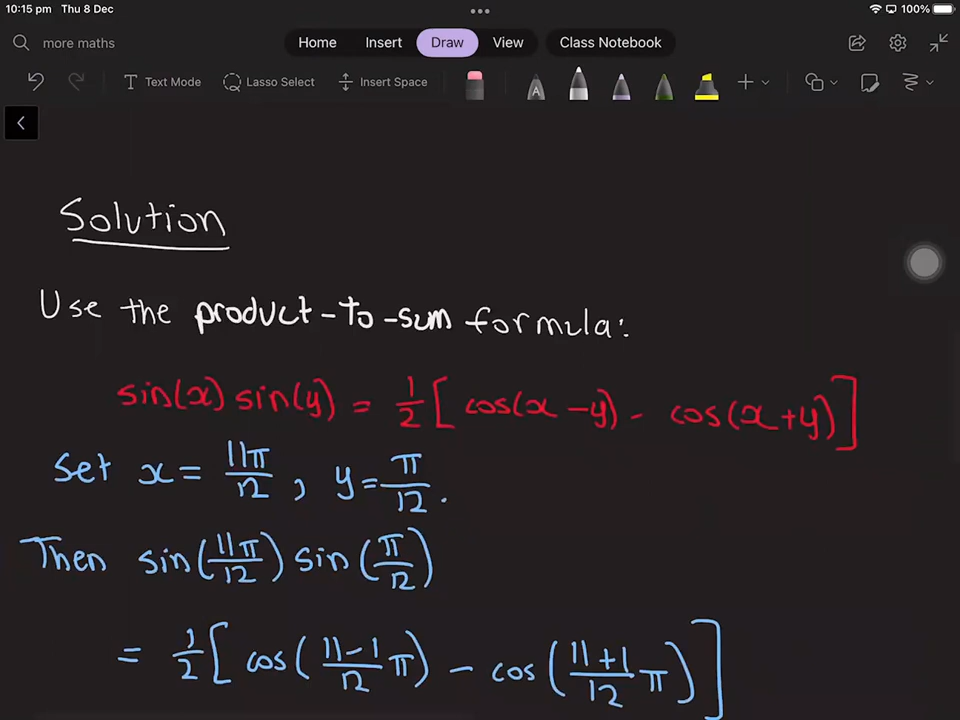 10:15 pm Thu 8 Dec 100%
more maths Home Insert Draw View Class Notebook
Text Mode Lasso Select Insert Space A
Solution
Use the product-to-sum formula:
sin(x) sin(y) = 1/2 [ cos(x-y) - cos(x+y) ]
Set x = 11π/12 , y = π/12 .
Then sin(11π/12) sin(π/12)
= 1/2 [ cos( 11-1/12 π ) - cos( 11+1/12 π ) ]